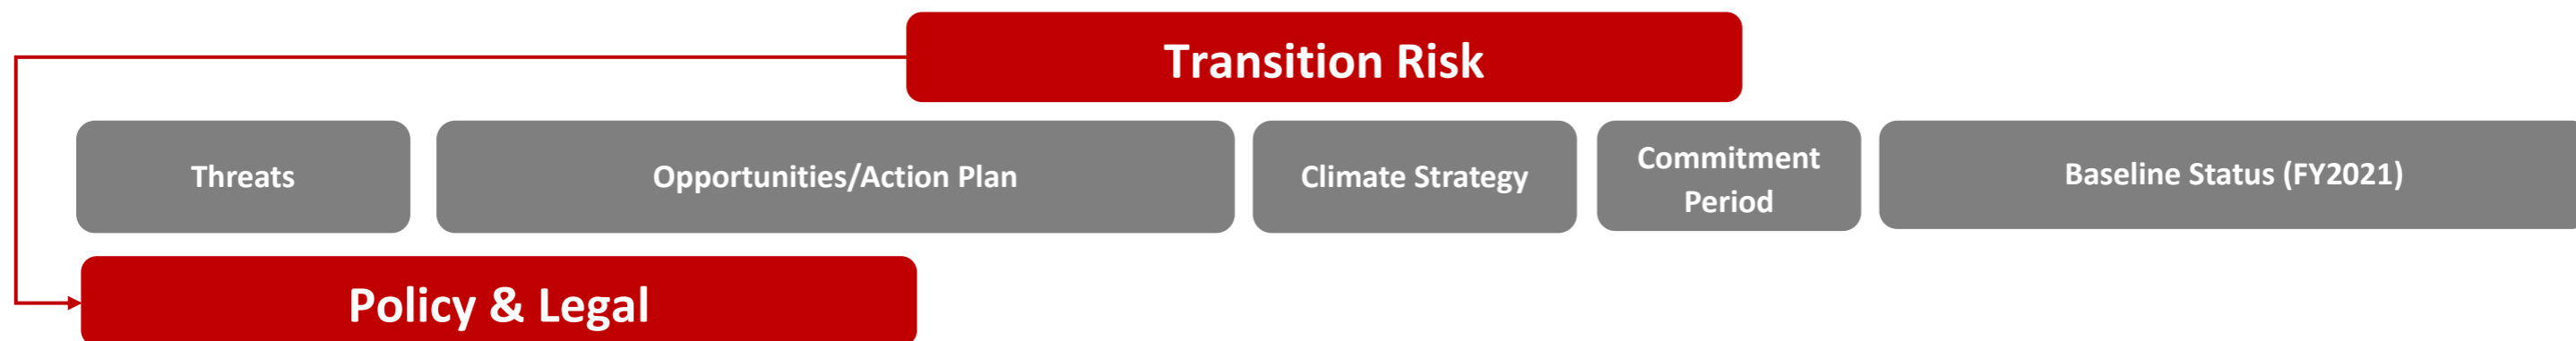 Transition Risk
Threats
Opportunities/Action Plan
Climate Strategy
Commitment
Period
Baseline Status (FY2021)
Policy & Legal